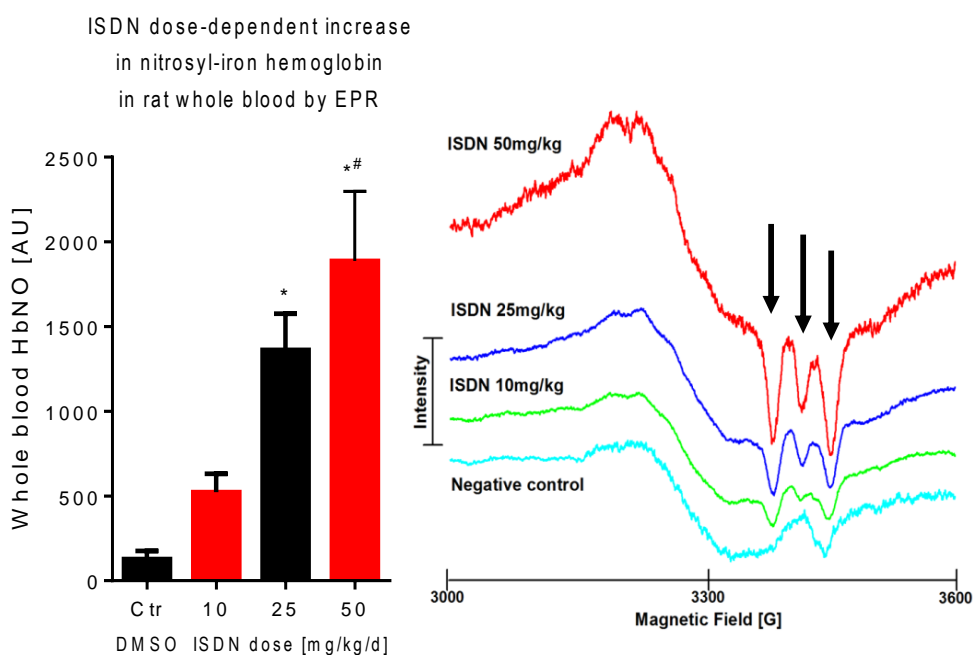 ISDN dose-dependent increase
in nitrosyl-iron hemoglobin
in rat whole blood by EPR
Whole blood HbNO [AU]
2500
2000
1500
1000
500
0
*
*#
Ctr 10 25 50
DMSO ISDN dose [mg/kg/d]
ISDN 50mg/kg
ISDN 25mg/kg
ISDN 10mg/kg
Negative control
Intensity
3000 3300 3600
Magnetic Field [G]